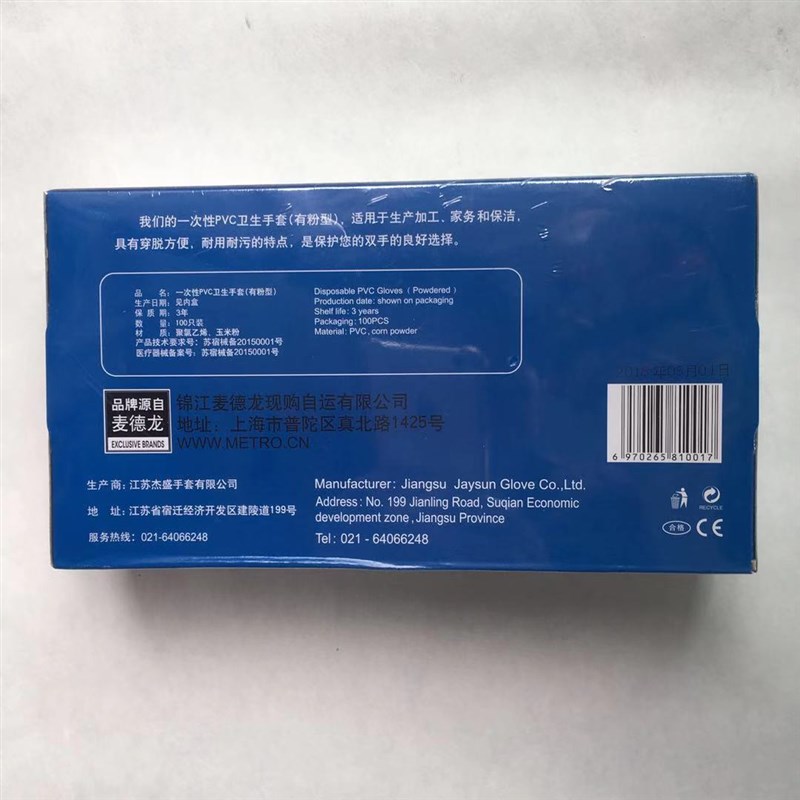 我们的一次性PVC卫生手套(有粉型)，适用于生产加工、家务和保洁，
具有穿脱方便，耐用耐污的特点，是保护您的双手的良好选择。
品 名：一次性PVC卫生手套(有粉型)
生产日期：见内盒
保 质 期：3年
数 量：100只装
材 质：聚氯乙烯、玉米粉
产品技术要求号：苏宿械备20150001号
医疗器械备案号：苏宿械备20150001号
Disposable PVC Gloves ( Powdered )
Production date: shown on packaging
Shelf life: 3 years
Packaging: 100PCS
Material: PVC, corn powder
品牌源自
麦德龙
EXCLUSIVE BRANDS
锦江麦德龙现购自运有限公司
地址：上海市普陀区真北路1425号
WWW.METRO.CN
6 970265 810017
生产商：江苏杰盛手套有限公司
地 址：江苏省宿迁经济开发区建陵道199号
服务热线：021-64066248
Manufacturer: Jiangsu Jaysun Glove Co.,Ltd.
Address: No. 199 Jianling Road, Suqian Economic
development zone, Jiangsu Province
Tel: 021 - 64066248
RECYCLE
合格
CE